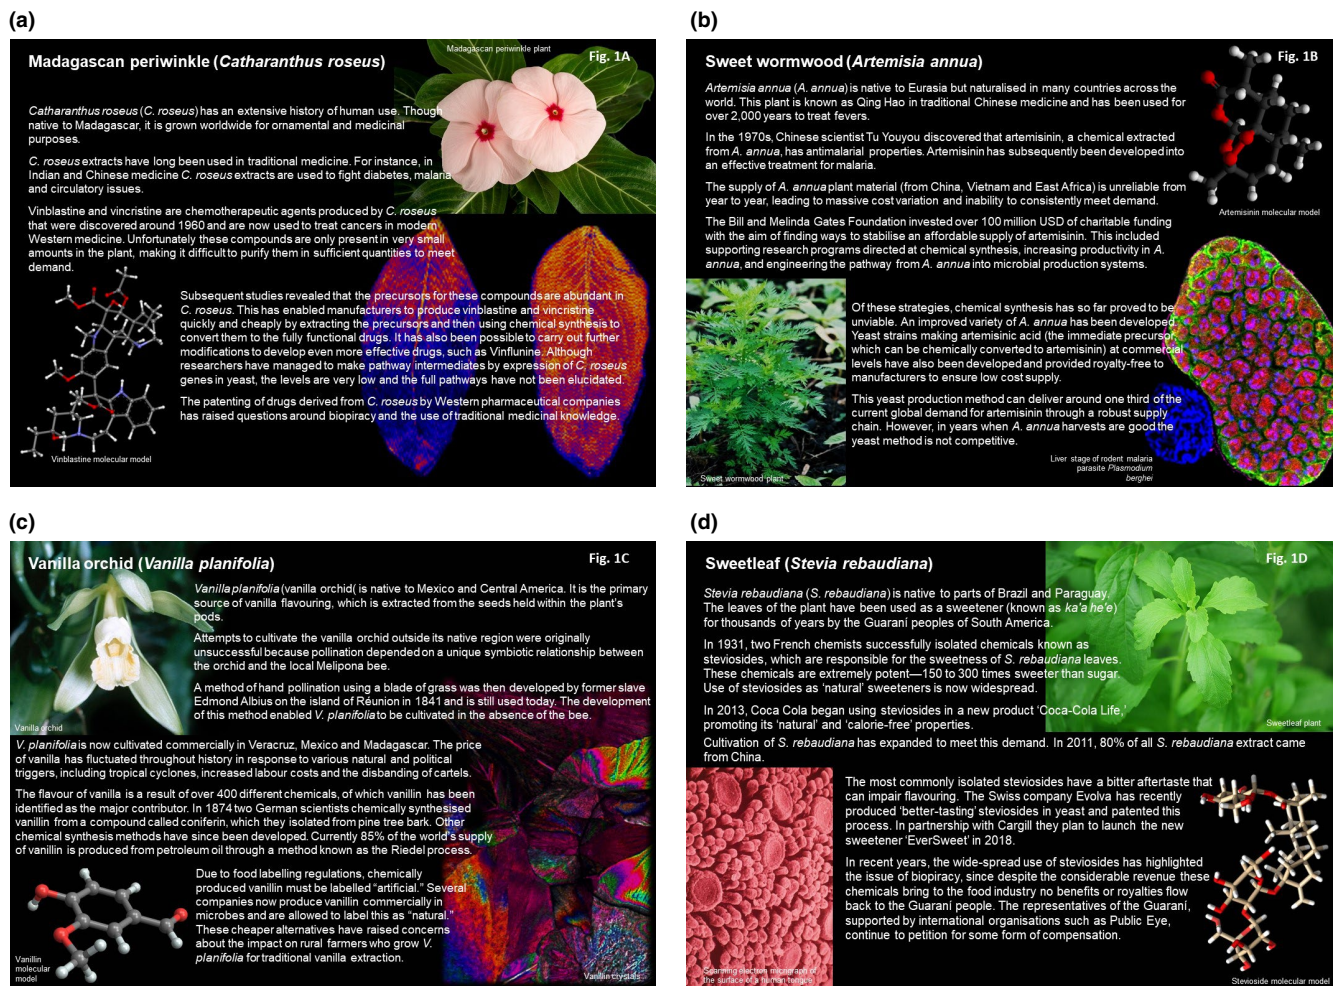 (a)
Madagascan periwinkle plant
Fig. 1A
Madagascan periwinkle (Catharanthus roseus)
Catharanthus roseus (C. roseus) has an extensive history of human use. Though
native to Madagascar, it is grown worldwide for ornamental and medicinal
purposes.
C. roseus extracts have long been used in traditional medicine. For instance, in
Indian and Chinese medicine C. roseus extracts are used to fight diabetes, malaria
and circulatory issues.
Vinblastine and vincristine are chemotherapeutic agents produced by C. roseus
that were discovered around 1960 and are now used to treat cancers in modern
Western medicine. Unfortunately these compounds are only present in very small
amounts in the plant, making it difficult to purify them in sufficient quantities to meet
demand.
Subsequent studies revealed that the precursors for these compounds are abundant in
C. roseus. This has enabled manufacturers to produce vinblastine and vincristine
quickly and cheaply by extracting the precursors and then using chemical synthesis to
convert them to the fully functional drugs. It has also been possible to carry out further
modifications to develop even more effective drugs, such as Vinflunine. Although
researchers have managed to make pathway intermediates by expression of C. roseus
genes in yeast, the levels are very low and the full pathways have not been elucidated.
The patenting of drugs derived from C. roseus by Western pharmaceutical companies
has raised questions around biopiracy and the use of traditional medicinal knowledge.
Vinblastine molecular model
(b)
Fig. 1B
Sweet wormwood (Artemisia annua)
Artemisia annua (A. annua) is native to Eurasia but naturalised in many countries across the
world. This plant is known as Qing Hao in traditional Chinese medicine and has been used for
over 2,000 years to treat fevers.
In the 1970s, Chinese scientist Tu Youyou discovered that artemisinin, a chemical extracted
from A. annua, has antimalarial properties. Artemisinin has subsequently been developed into
an effective treatment for malaria.
The supply of A. annua plant material (from China, Vietnam and East Africa) is unreliable from
year to year, leading to massive cost variation and inability to consistently meet demand.
Artemisinin molecular model
The Bill and Melinda Gates Foundation invested over 100 million USD of charitable funding
with the aim of finding ways to stabilise an affordable supply of artemisinin. This included
supporting research programs directed at chemical synthesis, increasing productivity in A.
annua, and engineering the pathway from A. annua into microbial production systems.
Of these strategies, chemical synthesis has so far proved to be
unviable. An improved variety of A. annua has been developed.
Yeast strains making artemisinic acid (the immediate precursor,
which can be chemically converted to artemisinin) at commercial
levels have also been developed and provided royalty-free to
manufacturers to ensure low cost supply.
This yeast production method can deliver around one third of the
current global demand for artemisinin through a robust supply
chain. However, in years when A. annua harvests are good the
yeast method is not competitive.
Liver stage of rodent malaria
parasite Plasmodium
berghei
Sweet wormwood plant
(c)
Fig. 1C
Vanilla orchid (Vanilla planifolia)
Vanilla planifolia (vanilla orchid( is native to Mexico and Central America. It is the primary
source of vanilla flavouring, which is extracted from the seeds held within the plant's
pods.
Attempts to cultivate the vanilla orchid outside its native region were originally
unsuccessful because pollination depended on a unique symbiotic relationship between
the orchid and the local Melipona bee.
A method of hand pollination using a blade of grass was then developed by former slave
Edmond Albius on the island of Réunion in 1841 and is still used today. The development
of this method enabled V. planifolia to be cultivated in the absence of the bee.
Vanilla orchid
V. planifolia is now cultivated commercially in Veracruz, Mexico and Madagascar. The price
of vanilla has fluctuated throughout history in response to various natural and political
triggers, including tropical cyclones, increased labour costs and the disbanding of cartels.
The flavour of vanilla is a result of over 400 different chemicals, of which vanillin has been
identified as the major contributor. In 1874 two German scientists chemically synthesised
vanillin from a compound called coniferin, which they isolated from pine tree bark. Other
chemical synthesis methods have since been developed. Currently 85% of the world's supply
of vanillin is produced from petroleum oil through a method known as the Riedel process.
Due to food labelling regulations, chemically
produced vanillin must be labelled “artificial.” Several
companies now produce vanillin commercially in
microbes and are allowed to label this as “natural.”
These cheaper alternatives have raised concerns
about the impact on rural farmers who grow V.
planifolia for traditional vanilla extraction.
Vanillin
molecular
model
Vanillin crystals
(d)
Fig. 1D
Sweetleaf (Stevia rebaudiana)
Stevia rebaudiana (S. rebaudiana) is native to parts of Brazil and Paraguay.
The leaves of the plant have been used as a sweetener (known as ka'a he'e)
for thousands of years by the Guaraní peoples of South America.
In 1931, two French chemists successfully isolated chemicals known as
steviosides, which are responsible for the sweetness of S. rebaudiana leaves.
These chemicals are extremely potent—150 to 300 times sweeter than sugar.
Use of steviosides as ‘natural’ sweeteners is now widespread.
In 2013, Coca Cola began using steviosides in a new product ‘Coca-Cola Life,’
promoting its ‘natural’ and ‘calorie-free’ properties.
Sweetleaf plant
Cultivation of S. rebaudiana has expanded to meet this demand. In 2011, 80% of all S. rebaudiana extract came
from China.
The most commonly isolated steviosides have a bitter aftertaste that
can impair flavouring. The Swiss company Evolva has recently
produced ‘better-tasting’ steviosides in yeast and patented this
process. In partnership with Cargill they plan to launch the new
sweetener ‘EverSweet’ in 2018.
In recent years, the wide-spread use of steviosides has highlighted
the issue of biopiracy, since despite the considerable revenue these
chemicals bring to the food industry no benefits or royalties flow
back to the Guaraní people. The representatives of the Guaraní,
supported by international organisations such as Public Eye,
continue to petition for some form of compensation.
Scanning electron micrograph of
the surface of a human tongue
Stevioside molecular model